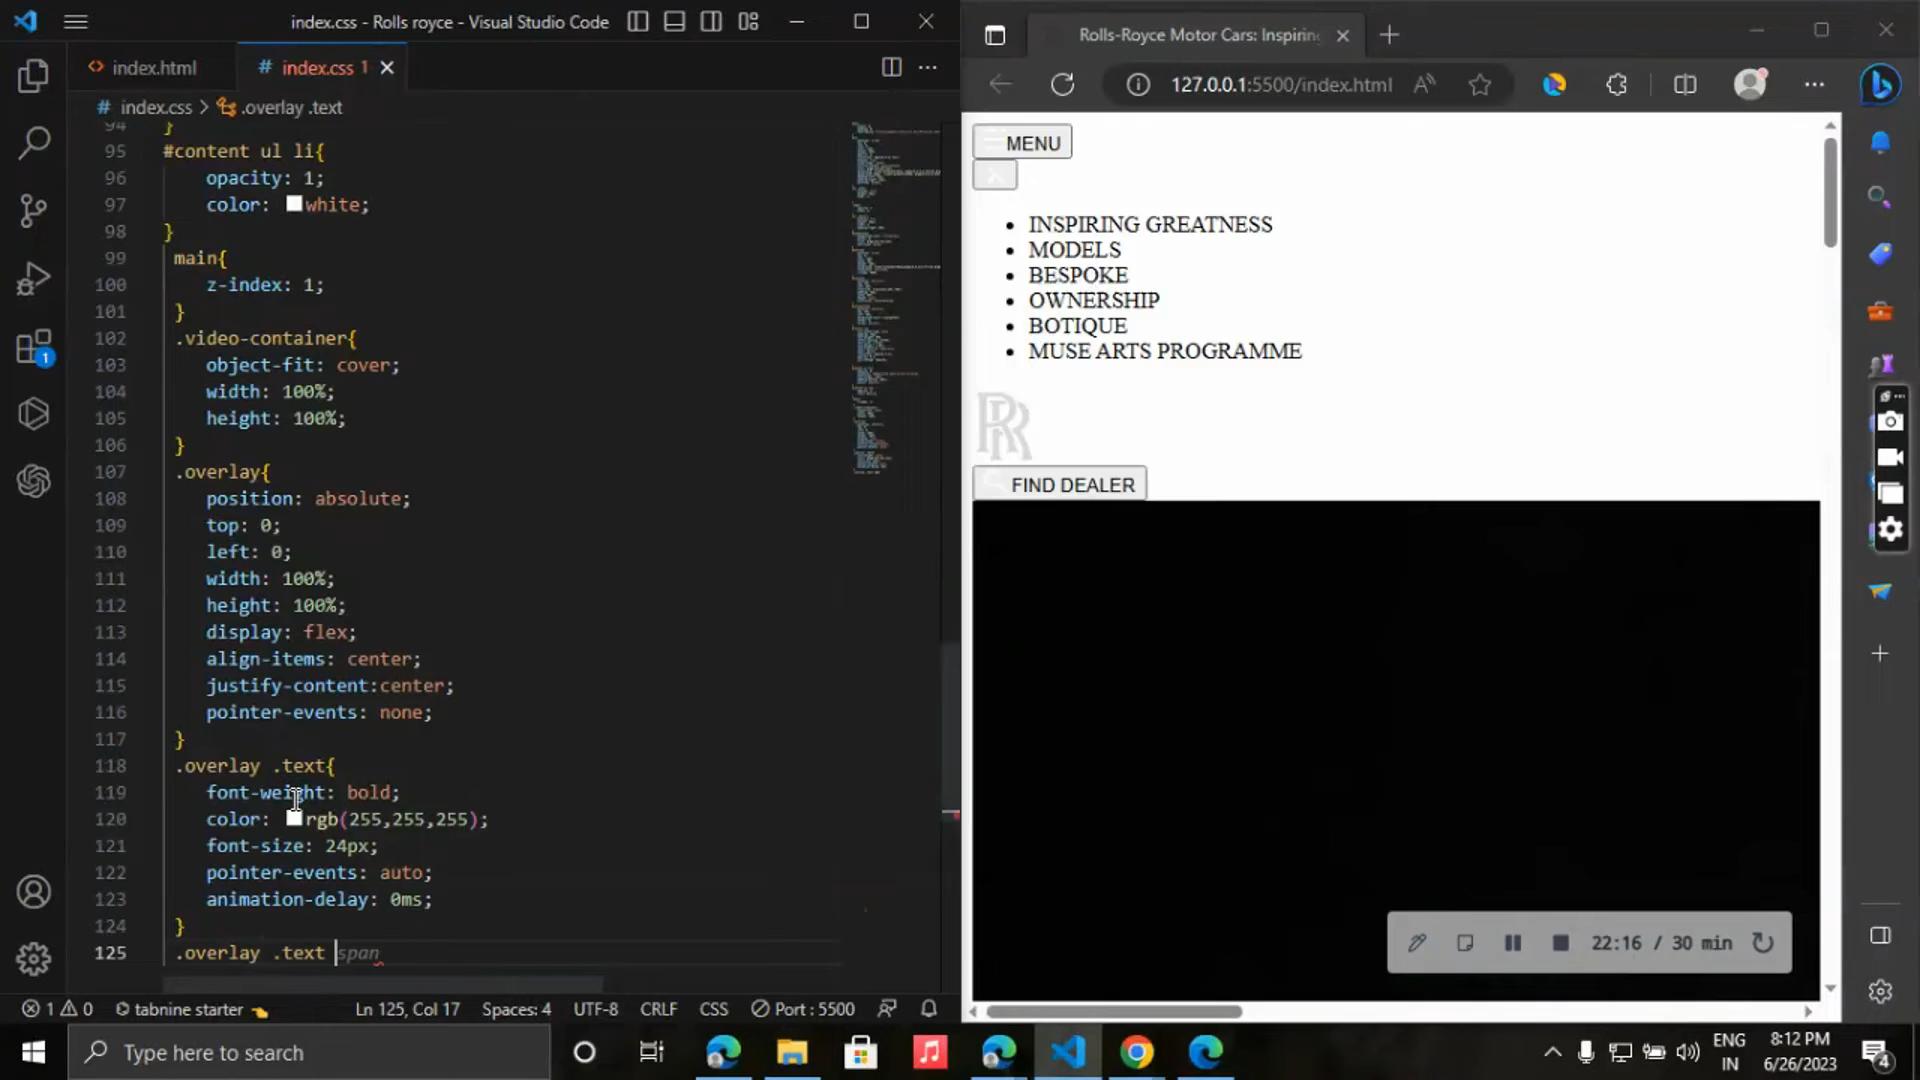 index.css - Rolls royce - Visual Studio Code
index.html
index.css 1
index.css > .overlay .text
94 }
95 #content ul li{
96 opacity: 1;
97 color: white;
98 }
99 main{
100 z-index: 1;
101 }
102 .video-container{
103 object-fit: cover;
104 width: 100%;
105 height: 100%;
106 }
107 .overlay{
108 position: absolute;
109 top: 0;
110 left: 0;
111 width: 100%;
112 height: 100%;
113 display: flex;
114 align-items: center;
115 justify-content:center;
116 pointer-events: none;
117 }
118 .overlay .text{
119 font-weight: bold;
120 color: rgb(255,255,255);
121 font-size: 24px;
122 pointer-events: auto;
123 animation-delay: 0ms;
124 }
125 .overlay .text span
1
1 0 tabnine starter Ln 125, Col 17 Spaces: 4 UTF-8 CRLF CSS Port : 5500
Rolls-Royce Motor Cars: Inspiring
127.0.0.1:5500/index.html
MENU
INSPIRING GREATNESS
MODELS
BESPOKE
OWNERSHIP
BOTIQUE
MUSE ARTS PROGRAMME
RR
FIND DEALER
22:16 / 30 min
Type here to search
ENG
IN
8:12 PM
6/26/2023
4